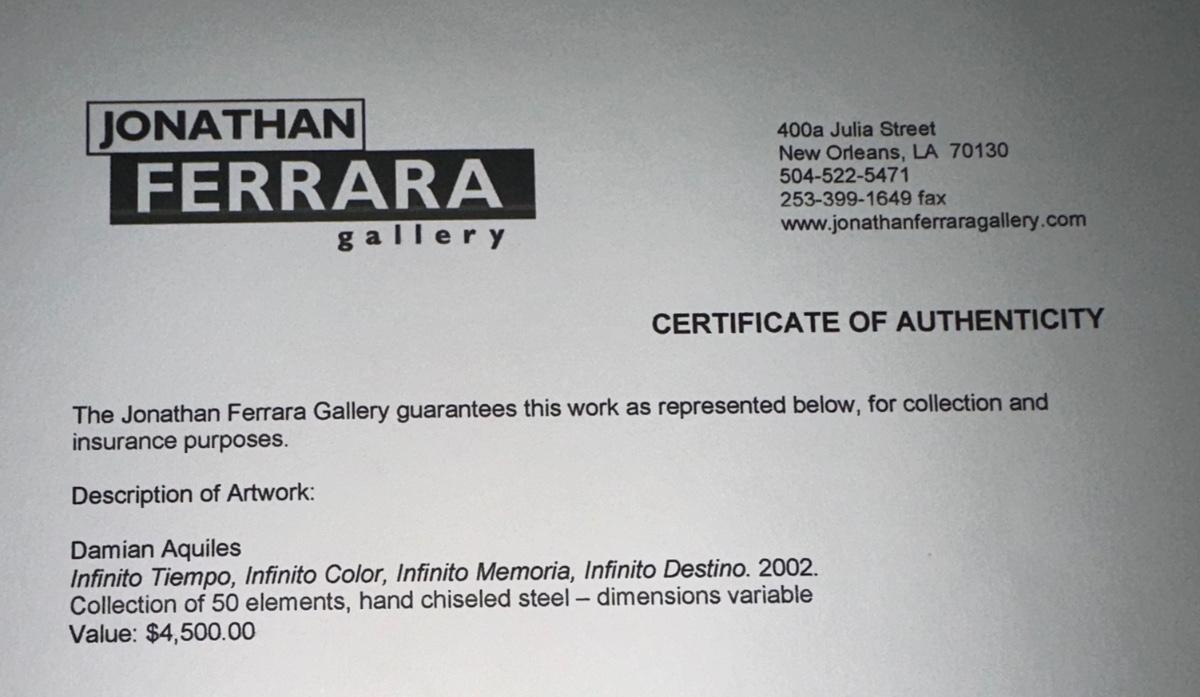 JONATHAN
FERRARA
gallery
400a Julia Street
New Orleans, LA 70130
504-522-5471
253-399-1649 fax
www.jonathanferraragallery.com
CERTIFICATE OF AUTHENTICITY
The Jonathan Ferrara Gallery guarantees this work as represented below, for collection and
insurance purposes.
Description of Artwork:
Damian Aquiles
Infinito Tiempo, Infinito Color, Infinito Memoria, Infinito Destino. 2002.
Collection of 50 elements, hand chiseled steel – dimensions variable
Value: $4,500.00